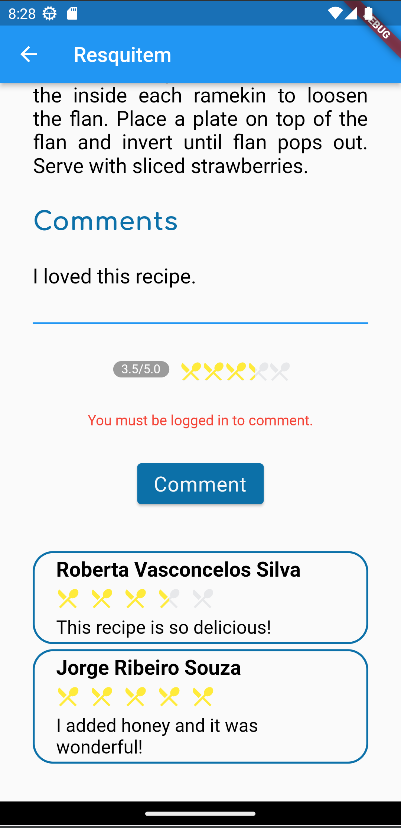 8:28
DEBUG
Resquitem
the inside each ramekin to loosen
the flan. Place a plate on top of the
flan and invert until flan pops out.
Serve with sliced strawberries.
Comments
I loved this recipe.
3.5/5.0
You must be logged in to comment.
Comment
Roberta Vasconcelos Silva
This recipe is so delicious!
Jorge Ribeiro Souza
I added honey and it was
wonderful!